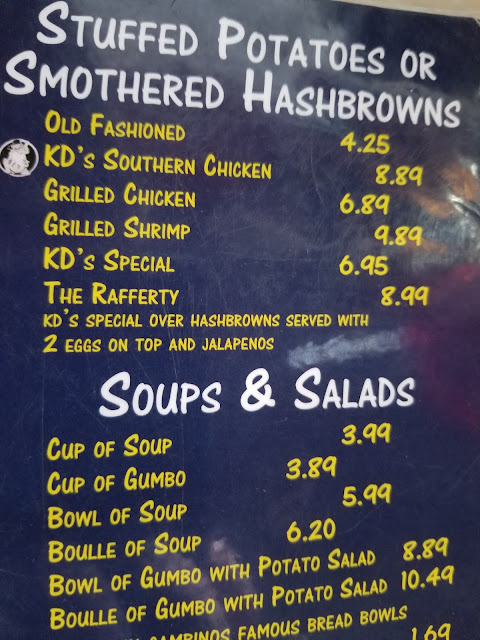 Stuffed Potatoes or
Smothered Hashbrowns
Old Fashioned 4.25
KD's Southern Chicken 8.89
Grilled Chicken 6.89
Grilled Shrimp 9.89
KD's Special 6.95
The Rafferty 8.99
KD's special over hashbrowns served with
2 eggs on top and jalapenos
Soups & Salads
Cup of Soup 3.99
Cup of Gumbo 3.89
Bowl of Soup 5.99
Boulle of Soup 6.20
Bowl of Gumbo with Potato Salad 8.89
Boulle of Gumbo with Potato Salad 10.49
Gambinos famous bread bowls
1.69